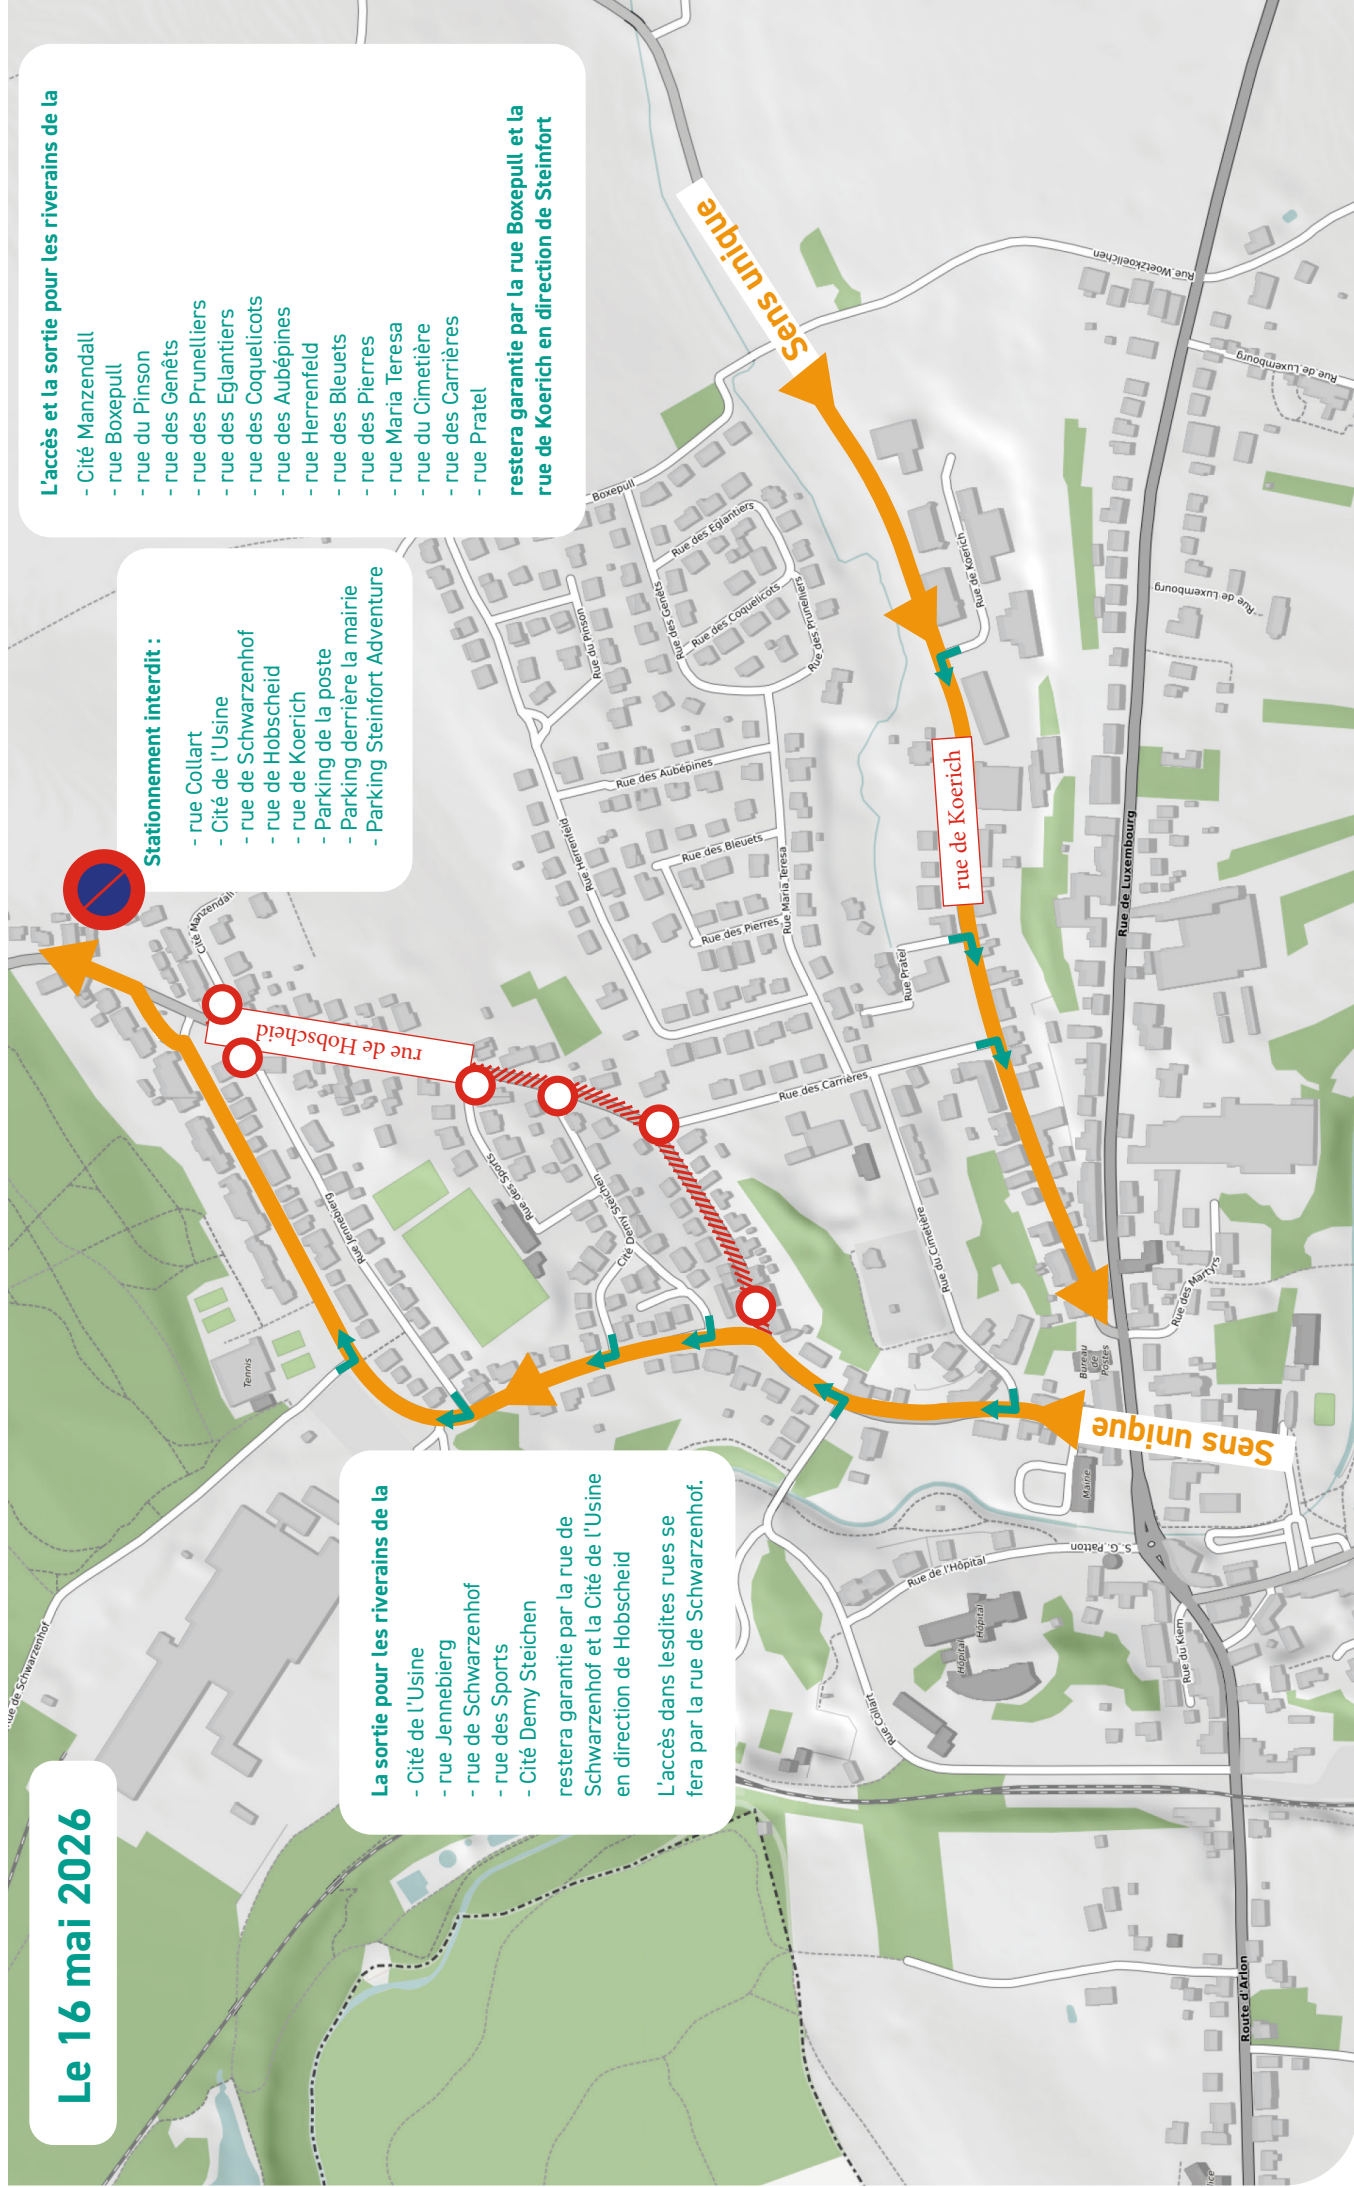 Le 16 mai 2026
Stationnement interdit :
- rue Collart
- Cité de l'Usine
- rue de Schwarzenhof
- rue de Hobscheid
- rue de Koerich
- Parking de la poste
- Parking derrière la mairie
- Parking Steinfort Adventure
L'accès et la sortie pour les riverains de la
- Cité Manzendall
- rue Boxepull
- rue du Pinson
- rue des Genêts
- rue des Prunelliers
- rue des Eglantiers
- rue des Coquelicots
- rue des Aubépines
- rue Herrenfeld
- rue des Bleuets
- rue des Pierres
- rue Maria Teresa
- rue du Cimetière
- rue des Carrières
- rue Pratel
restera garantie par la rue Boxepull et la
rue de Koerich en direction de Steinfort
La sortie pour les riverains de la
- Cité de l'Usine
- rue Jennebierg
- rue de Schwarzenhof
- rue des Sports
- Cité Demy Steichen
restera garantie par la rue de
Schwarzenhof et la Cité de l'Usine
en direction de Hobscheid
L'accès dans lesdites rues se
fera par la rue de Schwarzenhof.
rue de Hobscheid
rue de Koerich
Sens unique
Sens unique
Rue de Schwarzenhof
Tennis
Cité Manzendall
Rue Jennebierg
Rue des Sports
Cité Demy Steichen
Boxepull
Rue du Pinson
Rue des Genêts
Rue des Eglantiers
Rue des Coquelicots
Rue des Prunelliers
Rue Herrenfeld
Rue des Aubépines
Rue des Bleuets
Rue des Pierres
Rue Maria Teresa
Rue Pratel
Rue des Carrières
Rue du Cimetière
Rue de Koerich
Rue Woetzkoellchen
Rue de Luxembourg
Rue de Luxembourg
Rue de Luxembourg
Rue des Martyrs
Bureau
de
Postes
Mairie
S. G. Patton
Rue de l'Hôpital
Hôpital
Hôpital
Rue Collart
Rue du Kiem
Route d'Arlon